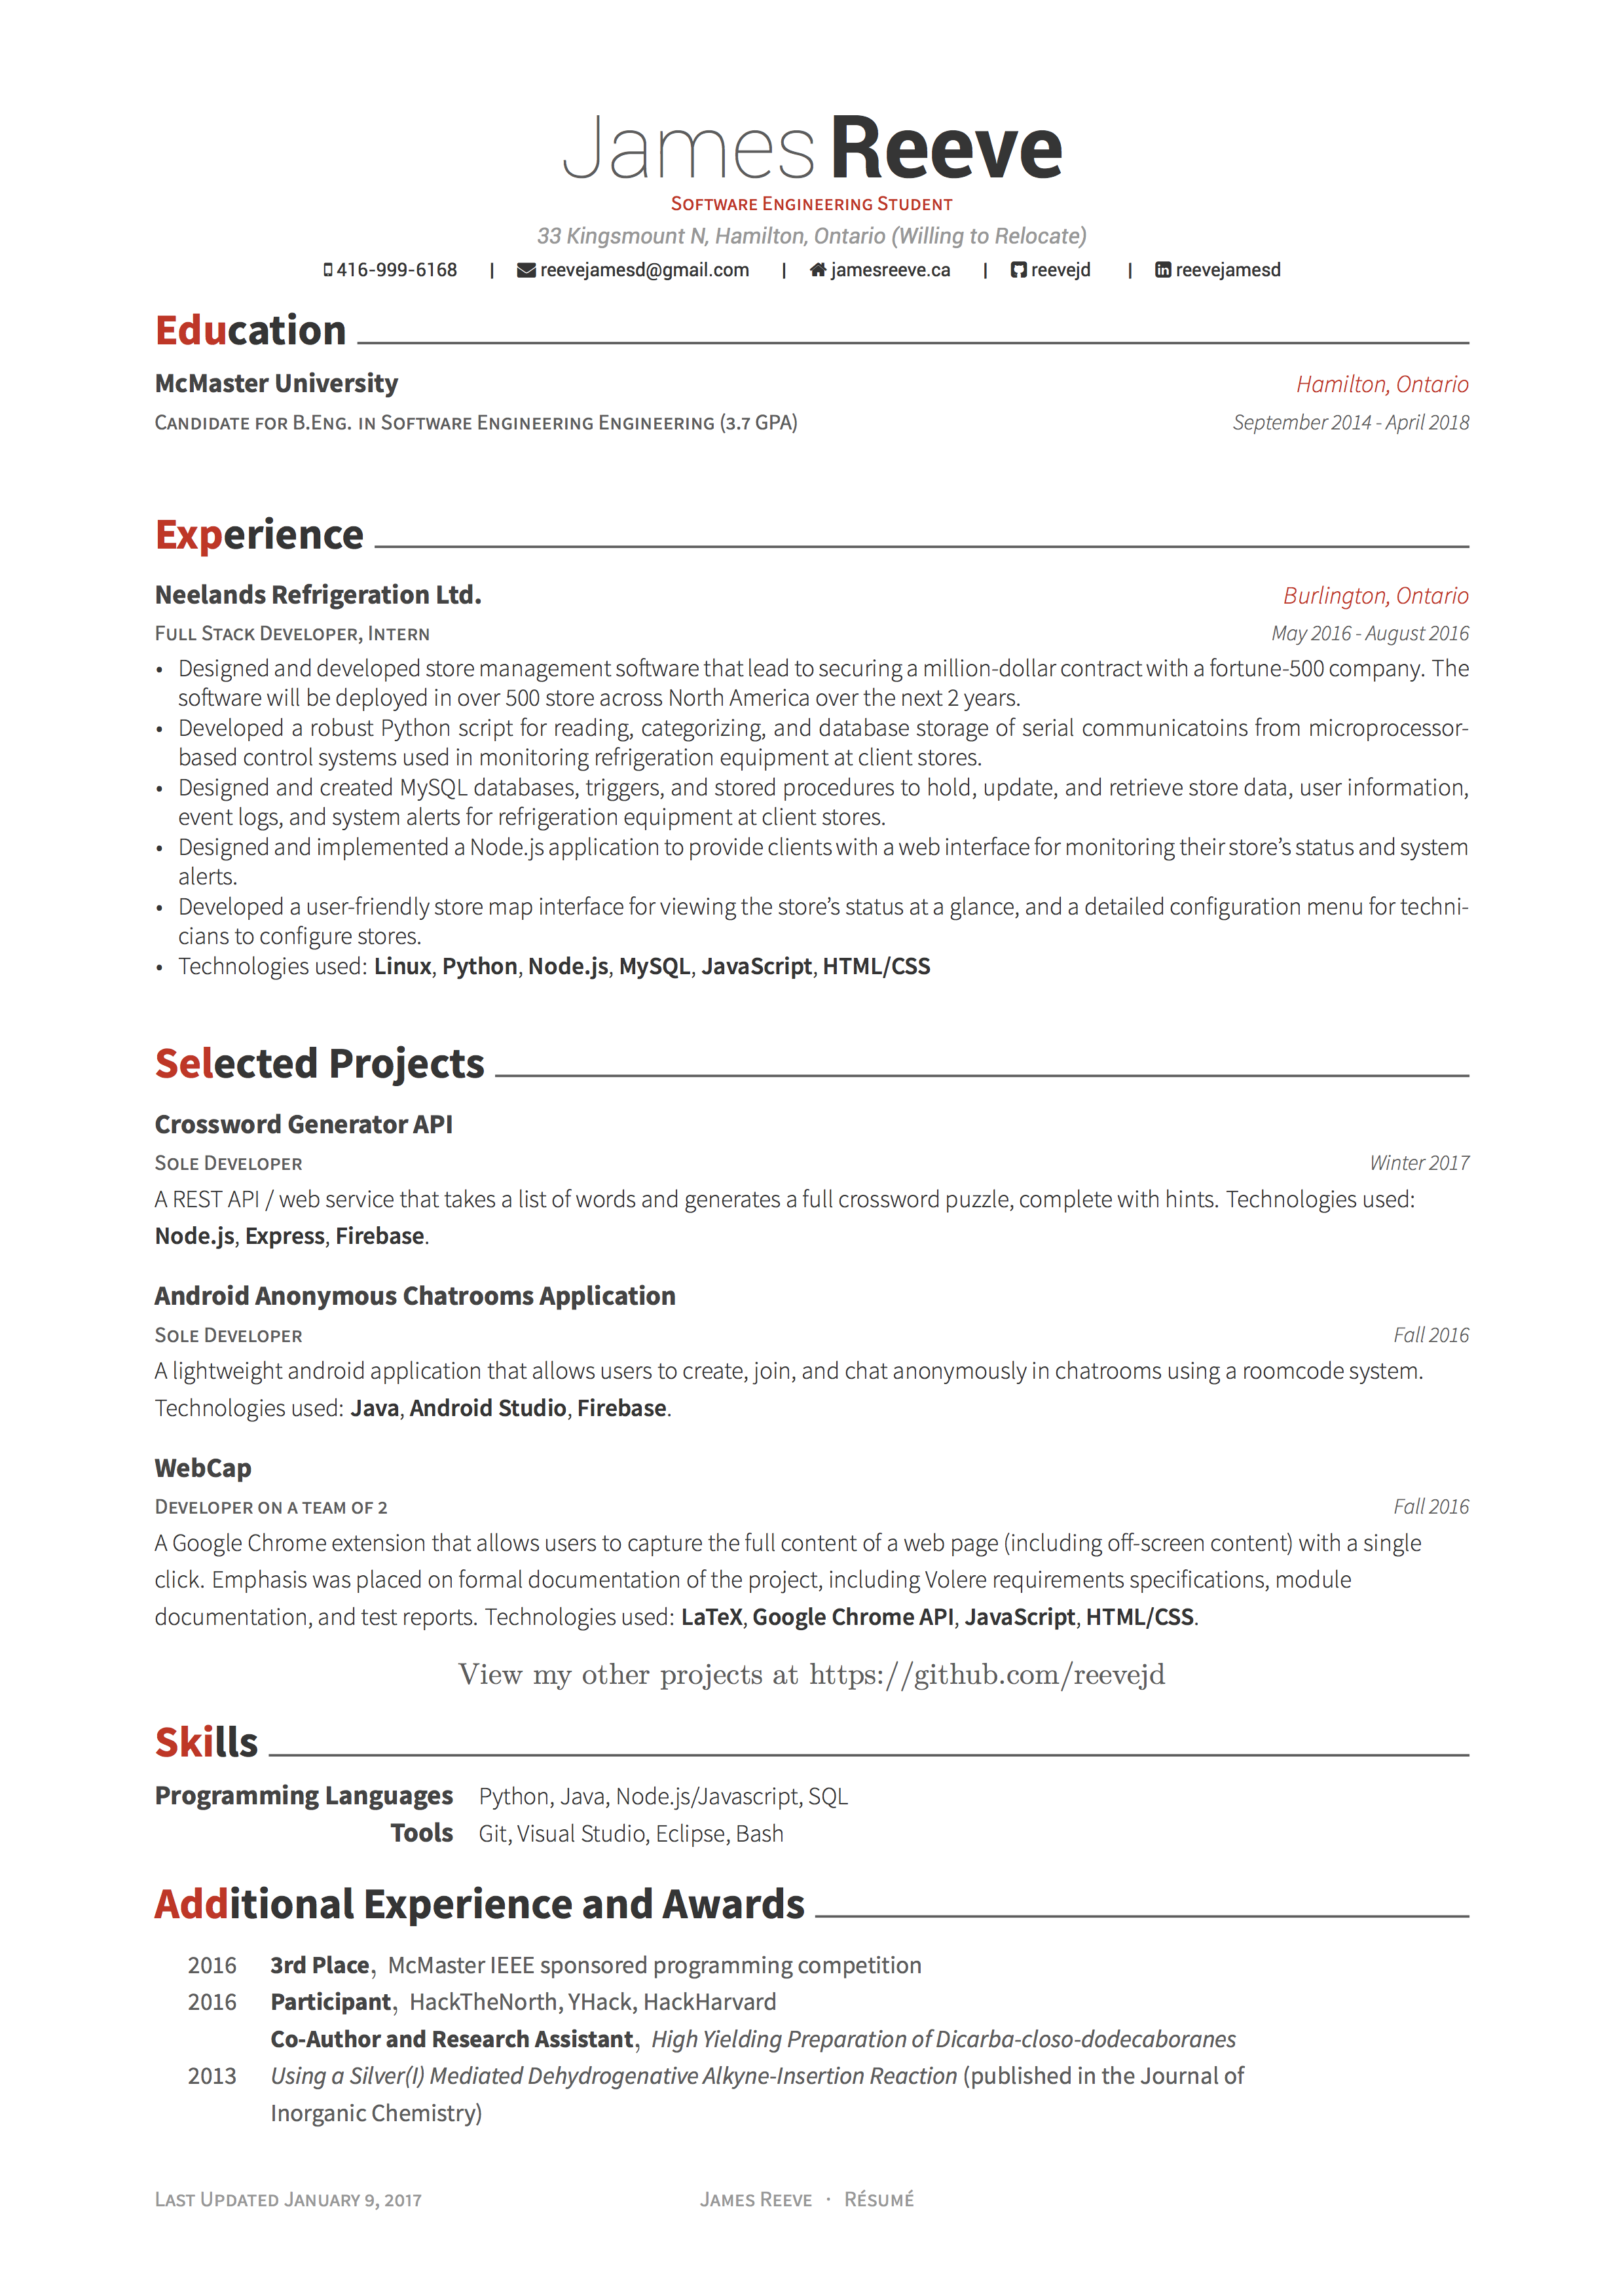 James Reeve
Software Engineering Student
33 Kingsmount N, Hamilton, Ontario (Willing to Relocate)
416-999-6168 | reevejamesd@gmail.com | jamesreeve.ca | reevejd | reevejamesd
Education
McMaster University Hamilton, Ontario
Candidate for B.Eng. in Software Engineering Engineering (3.7 GPA) September 2014 - April 2018
Experience
Neelands Refrigeration Ltd. Burlington, Ontario
Full Stack Developer, Intern May 2016 - August 2016
• Designed and developed store management software that lead to securing a million-dollar contract with a fortune-500 company. The
software will be deployed in over 500 store across North America over the next 2 years.
• Developed a robust Python script for reading, categorizing, and database storage of serial communicatoins from microprocessor-
based control systems used in monitoring refrigeration equipment at client stores.
• Designed and created MySQL databases, triggers, and stored procedures to hold, update, and retrieve store data, user information,
event logs, and system alerts for refrigeration equipment at client stores.
• Designed and implemented a Node.js application to provide clients with a web interface for monitoring their store's status and system
alerts.
• Developed a user-friendly store map interface for viewing the store's status at a glance, and a detailed configuration menu for techni-
cians to configure stores.
• Technologies used: Linux, Python, Node.js, MySQL, JavaScript, HTML/CSS
Selected Projects
Crossword Generator API
Sole Developer Winter 2017
A REST API / web service that takes a list of words and generates a full crossword puzzle, complete with hints. Technologies used:
Node.js, Express, Firebase.
Android Anonymous Chatrooms Application
Sole Developer Fall 2016
A lightweight android application that allows users to create, join, and chat anonymously in chatrooms using a roomcode system.
Technologies used: Java, Android Studio, Firebase.
WebCap
Developer on a team of 2 Fall 2016
A Google Chrome extension that allows users to capture the full content of a web page (including off-screen content) with a single
click. Emphasis was placed on formal documentation of the project, including Volere requirements specifications, module
documentation, and test reports. Technologies used: LaTeX, Google Chrome API, JavaScript, HTML/CSS.
View my other projects at https://github.com/reevejd
Skills
Programming Languages Python, Java, Node.js/Javascript, SQL
Tools Git, Visual Studio, Eclipse, Bash
Additional Experience and Awards
2016 3rd Place, McMaster IEEE sponsored programming competition
2016 Participant, HackTheNorth, YHack, HackHarvard
Co-Author and Research Assistant, High Yielding Preparation of Dicarba-closo-dodecaboranes
2013 Using a Silver(I) Mediated Dehydrogenative Alkyne-Insertion Reaction (published in the Journal of
Inorganic Chemistry)
Last Updated January 9, 2017 James Reeve · Résumé